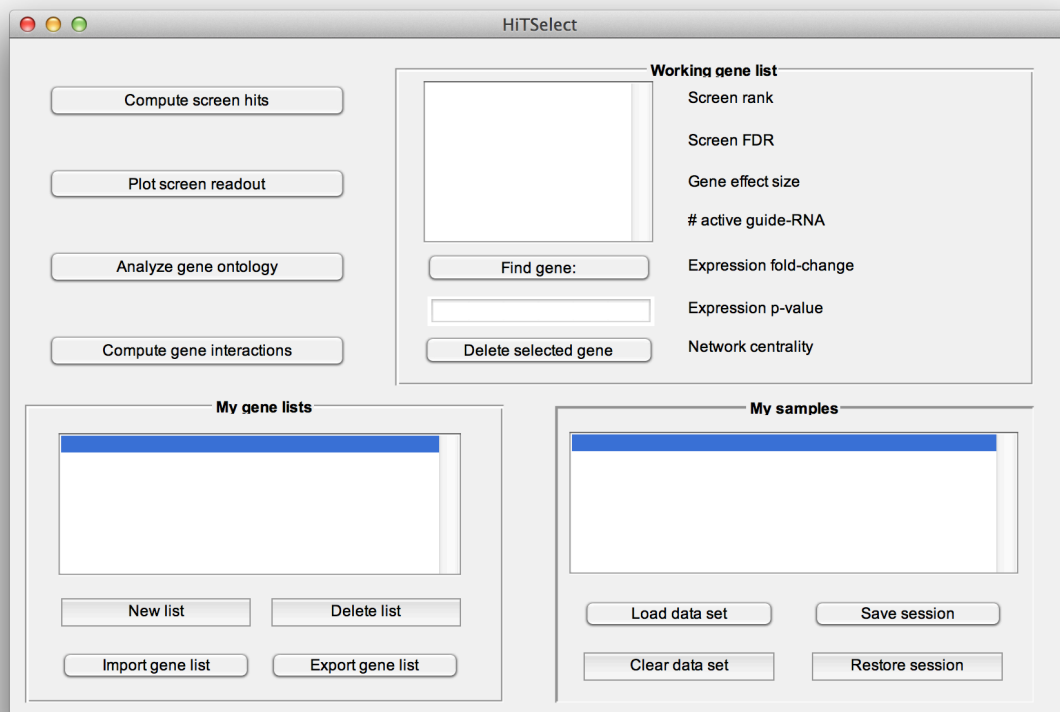 HiTSelect
Compute screen hits
Plot screen readout
Analyze gene ontology
Compute gene interactions
Working gene list
Screen rank
Screen FDR
Gene effect size
# active guide-RNA
Find gene:
Expression fold-change
Expression p-value
Delete selected gene
Network centrality
My gene lists
New list
Delete list
Import gene list
Export gene list
My samples
Load data set
Save session
Clear data set
Restore session